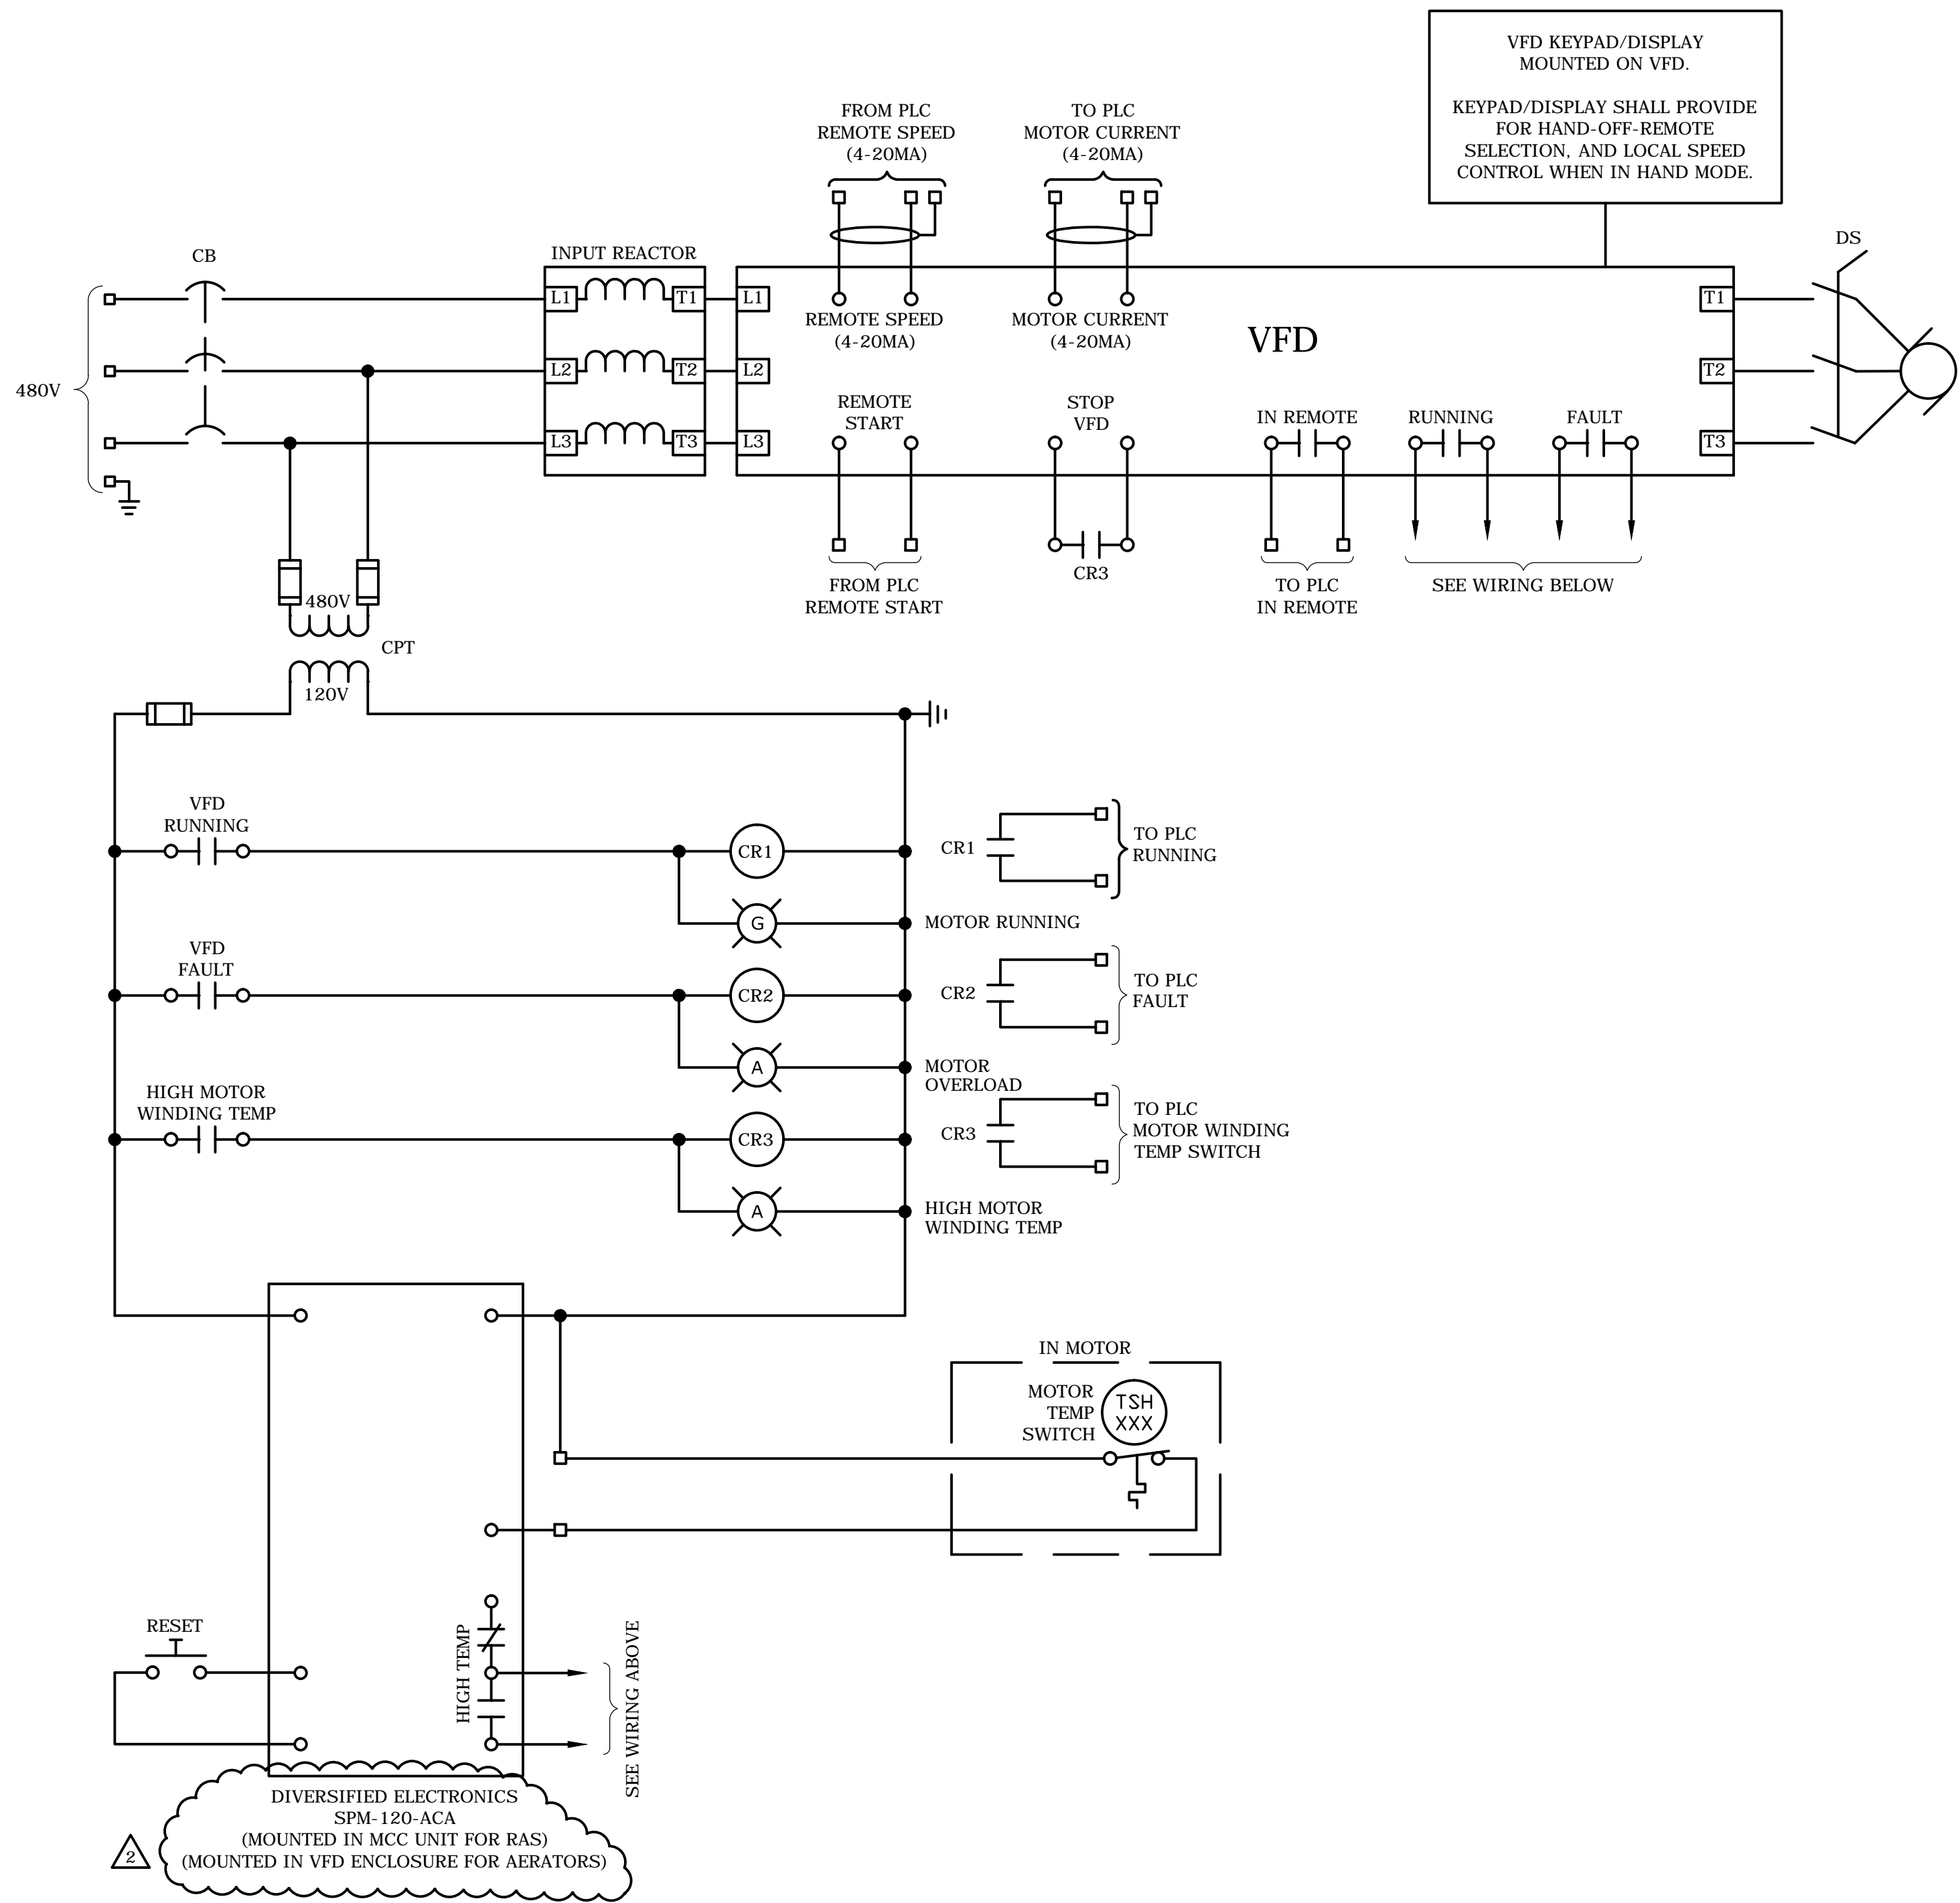 VFD KEYPAD/DISPLAY
MOUNTED ON VFD.
KEYPAD/DISPLAY SHALL PROVIDE
FOR HAND-OFF-REMOTE
SELECTION, AND LOCAL SPEED
CONTROL WHEN IN HAND MODE.
FROM PLC
REMOTE SPEED
(4-20MA)
TO PLC
MOTOR CURRENT
(4-20MA)
CB
INPUT REACTOR
DS
480V
L1
T1
L1
L2
T2
L2
L3
T3
L3
REMOTE SPEED
(4-20MA)
MOTOR CURRENT
(4-20MA)
VFD
T1
T2
T3
REMOTE
START
STOP
VFD
IN REMOTE
RUNNING
FAULT
FROM PLC
REMOTE START
CR3
TO PLC
IN REMOTE
SEE WIRING BELOW
480V
CPT
120V
VFD
RUNNING
CR1
CR1
TO PLC
RUNNING
G
MOTOR RUNNING
VFD
FAULT
CR2
CR2
TO PLC
FAULT
A
MOTOR
OVERLOAD
HIGH MOTOR
WINDING TEMP
CR3
CR3
TO PLC
MOTOR WINDING
TEMP SWITCH
A
HIGH MOTOR
WINDING TEMP
IN MOTOR
MOTOR
TEMP
SWITCH
TSH
XXX
RESET
HIGH TEMP
SEE WIRING ABOVE
DIVERSIFIED ELECTRONICS
SPM-120-ACA
(MOUNTED IN MCC UNIT FOR RAS)
(MOUNTED IN VFD ENCLOSURE FOR AERATORS)
2